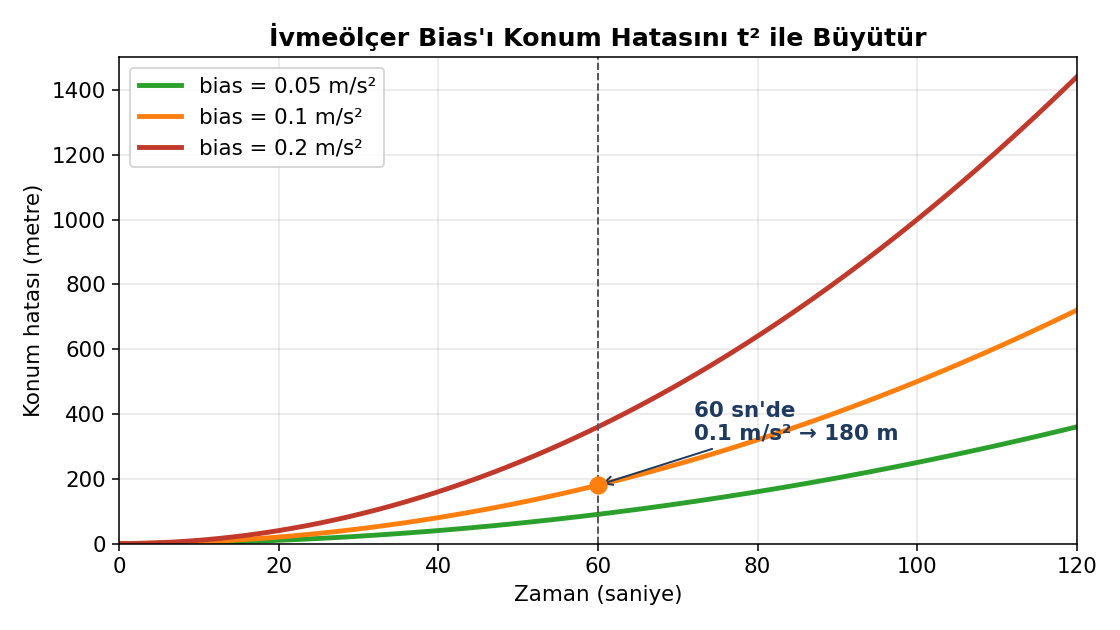 İvmeölçer Bias'ı Konum Hatasını t² ile Büyütür
bias = 0.05 m/s²
bias = 0.1 m/s²
bias = 0.2 m/s²
Konum hatası (metre)
1400
1200
1000
800
600
400
200
0
60 sn'de
0.1 m/s² → 180 m
0
20
40
60
80
100
120
Zaman (saniye)